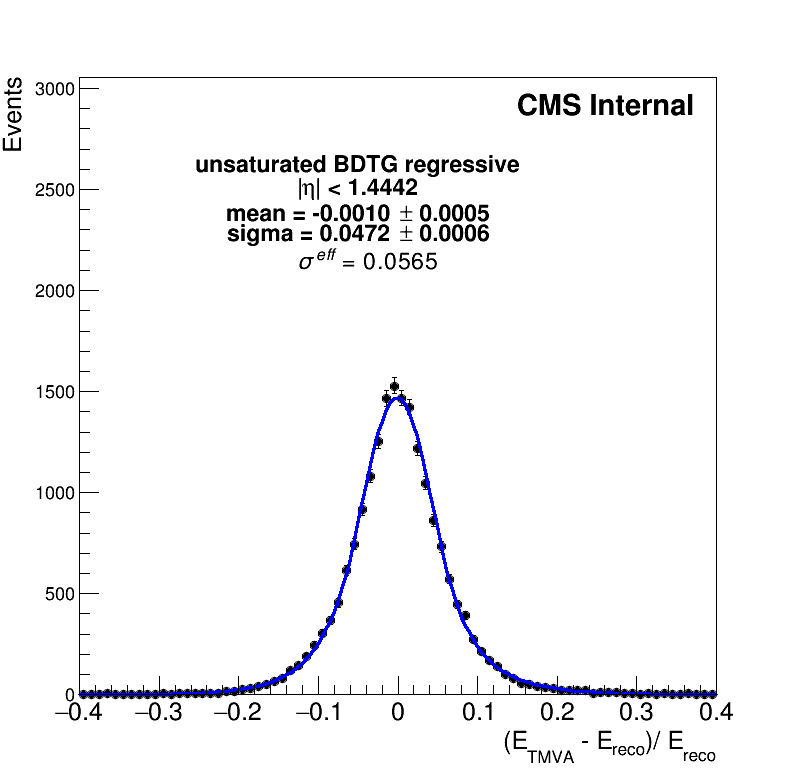 CMS Internal
Events
unsaturated BDTG regressive
|η| < 1.4442
mean = -0.0010 ± 0.0005
sigma = 0.0472 ± 0.0006
σ^eff = 0.0565
3000
2500
2000
1500
1000
500
0
−0.4 −0.3 −0.2 −0.1 0 0.1 0.2 0.3 0.4
(E_TMVA - E_reco)/ E_reco